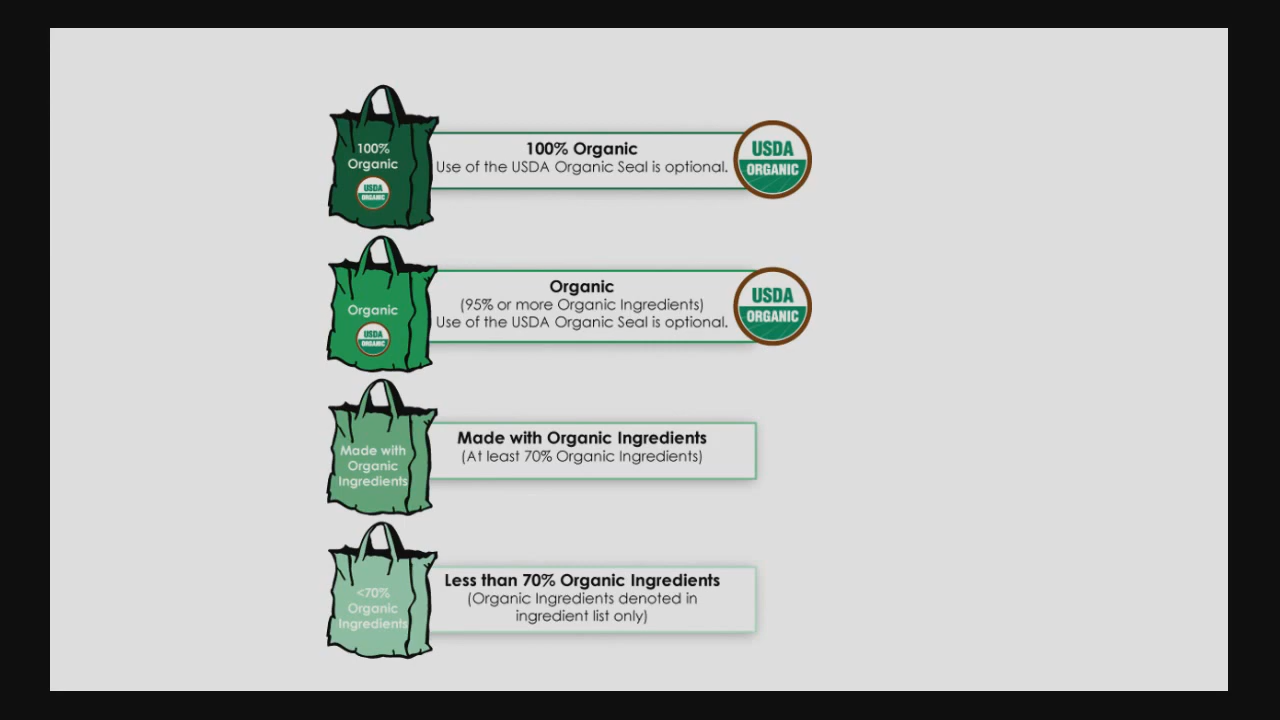 100%
Organic
USDA
ORGANIC
100% Organic
Use of the USDA Organic Seal is optional.
USDA
ORGANIC
Organic
USDA
ORGANIC
Organic
(95% or more Organic Ingredients)
Use of the USDA Organic Seal is optional.
USDA
ORGANIC
Made with
Organic
Ingredients
Made with Organic Ingredients
(At least 70% Organic Ingredients)
<70%
Organic
Ingredients
Less than 70% Organic Ingredients
(Organic Ingredients denoted in
ingredient list only)